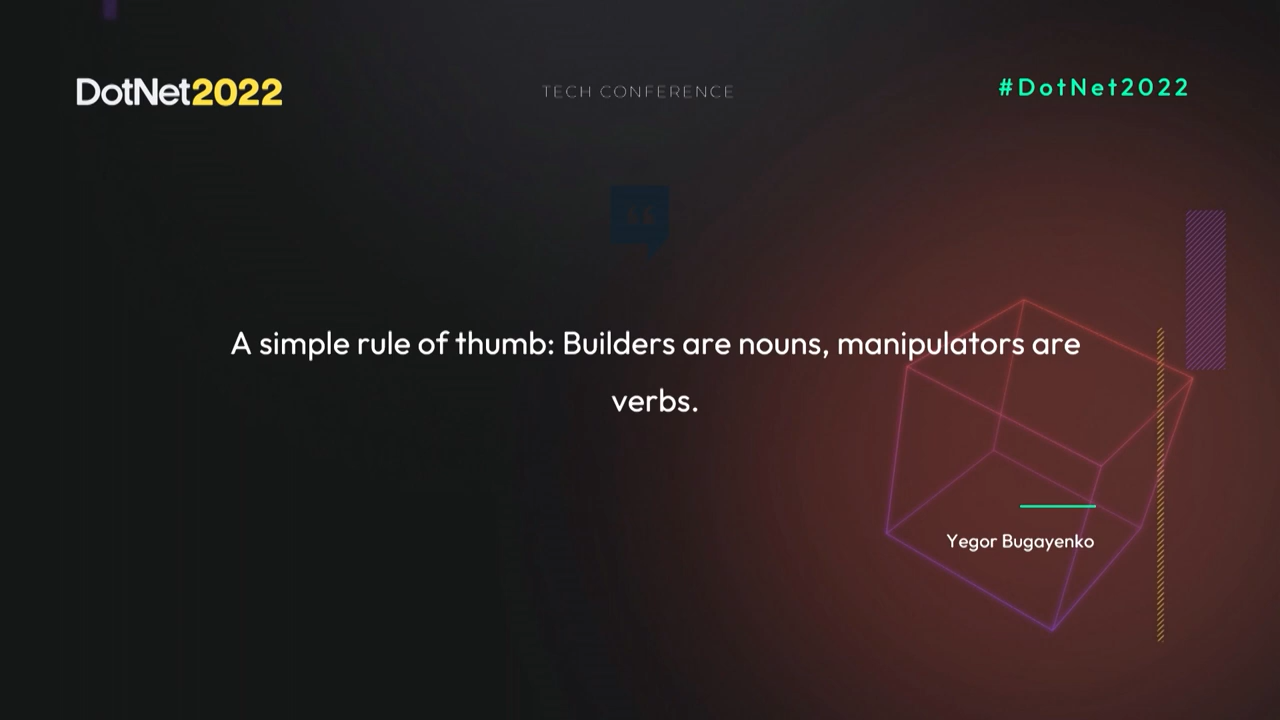 DotNet2022
TECH CONFERENCE
#DotNet2022
A simple rule of thumb: Builders are nouns, manipulators are
verbs.
Yegor Bugayenko